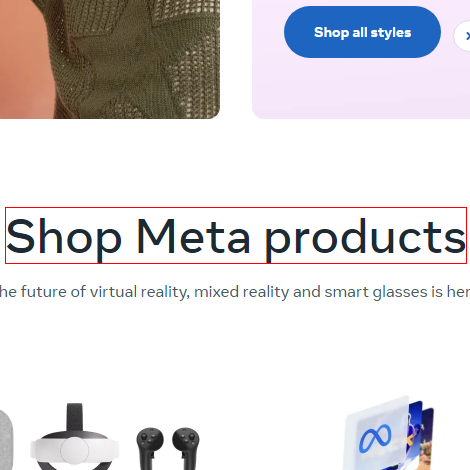 Shop all styles
Shop Meta products
he future of virtual reality, mixed reality and smart glasses is her